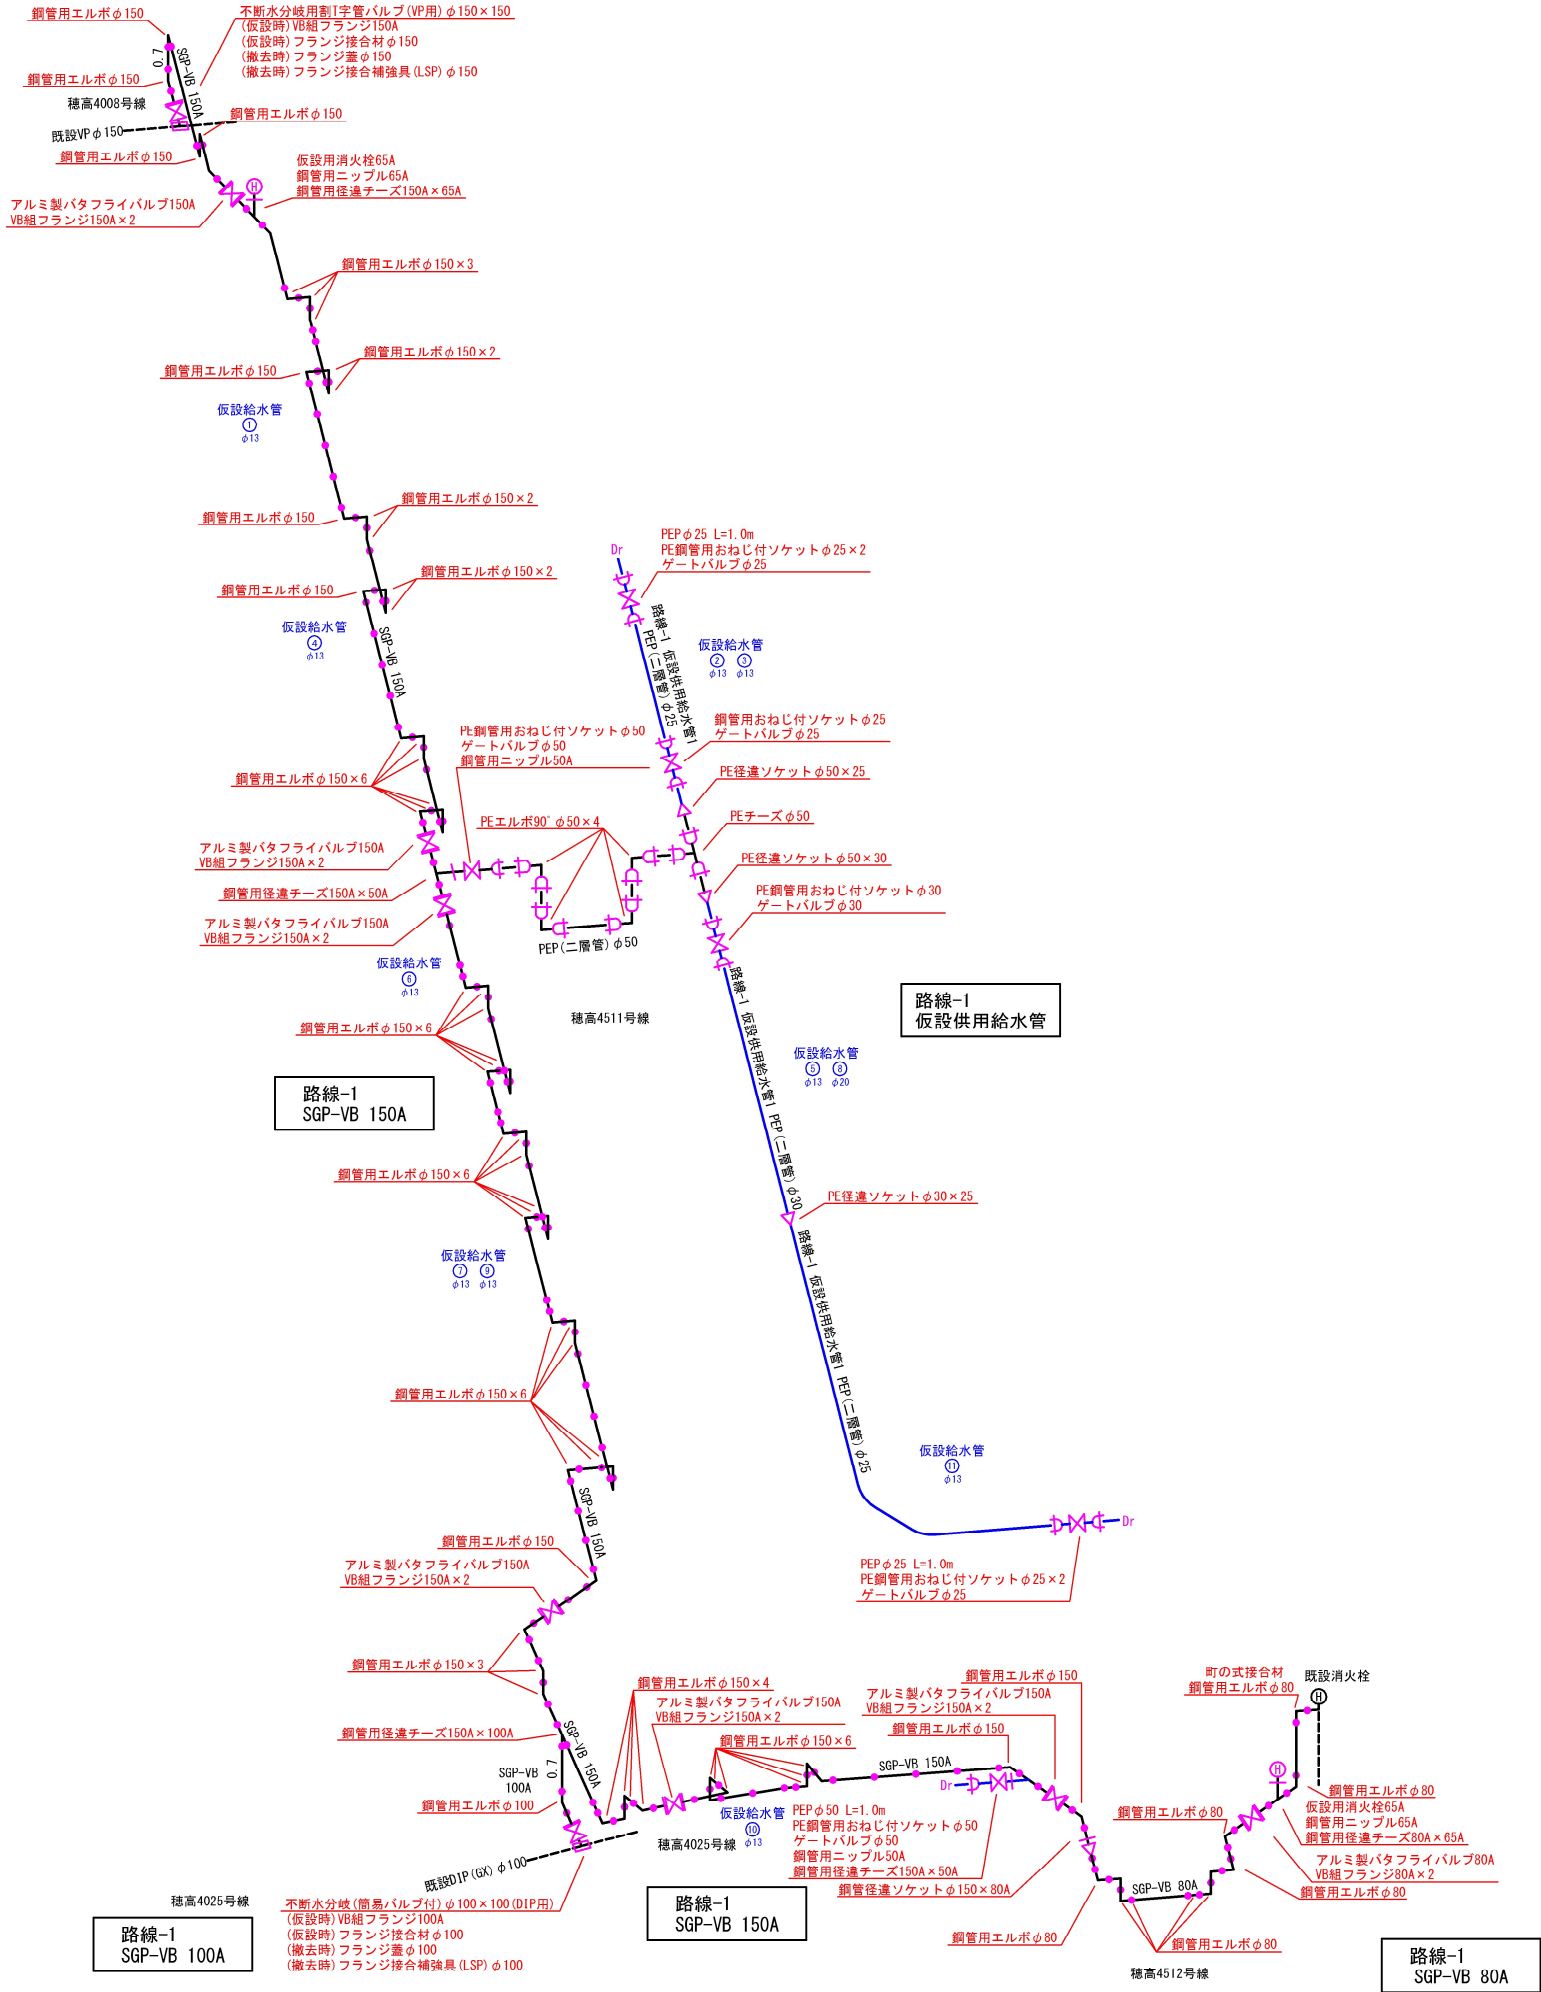 鋼管用エルボφ150
不断水分岐用割T字管バルブ(VP用)φ150×150
(仮設時)VB組フランジ150A
(仮設時)フランジ接合材φ150
(撤去時)フランジ蓋φ150
(撤去時)フランジ接合補強具(LSP)φ150
0.7
SGP-VB 150A
鋼管用エルボφ150
穂高4008号線
鋼管用エルボφ150
既設VPφ150
鋼管用エルボφ150
仮設用消火栓65A
鋼管用ニップル65A
鋼管用径違チーズ150A×65A
H
アルミ製バタフライバルブ150A
VB組フランジ150A×2
鋼管用エルボφ150×3
鋼管用エルボφ150×2
鋼管用エルボφ150
仮設給水管
①
φ13
鋼管用エルボφ150×2
鋼管用エルボφ150
鋼管用エルボφ150×2
鋼管用エルボφ150
仮設給水管
④
φ13
SGP-VB 150A
Dr
PEPφ25 L=1.0m
PE鋼管用おねじ付ソケットφ25×2
ゲートバルブφ25
路線-1 仮設供用給水管1
PEP(二層管)φ25
仮設給水管
② ③
φ13 φ13
PE鋼管用おねじ付ソケットφ50
ゲートバルブφ50
鋼管用ニップル50A
鋼管用おねじ付ソケットφ25
ゲートバルブφ25
鋼管用エルボφ150×6
PE径違ソケットφ50×25
PEエルボ90°φ50×4
PEチーズφ50
アルミ製バタフライバルブ150A
VB組フランジ150A×2
PE径違ソケットφ50×30
鋼管用径違チーズ150A×50A
PE鋼管用おねじ付ソケットφ30
ゲートバルブφ30
アルミ製バタフライバルブ150A
VB組フランジ150A×2
PEP(二層管)φ50
仮設給水管
⑥
φ13
路線-1
仮設供用給水管
穂高4511号線
鋼管用エルボφ150×6
路線-1 仮設供用給水管1 PEP(二層管)φ30
仮設給水管
⑤ ⑧
φ13 φ20
路線-1
SGP-VB 150A
鋼管用エルボφ150×6
PE径違ソケットφ30×25
仮設給水管
⑦ ⑨
φ13 φ13
路線-1 仮設供用給水管1 PEP(二層管)φ25
鋼管用エルボφ150×6
仮設給水管
⑪
φ13
SGP-VB 150A
Dr
鋼管用エルボφ150
アルミ製バタフライバルブ150A
VB組フランジ150A×2
PEPφ25 L=1.0m
PE鋼管用おねじ付ソケットφ25×2
ゲートバルブφ25
鋼管用エルボφ150×3
鋼管用エルボφ150×4
アルミ製バタフライバルブ150A
VB組フランジ150A×2
鋼管用エルボφ150
アルミ製バタフライバルブ150A
VB組フランジ150A×2
町の式接合材
鋼管用エルボφ80
既設消火栓
H
鋼管用径違チーズ150A×100A
SGP-VB 150A
鋼管用エルボφ150×6
鋼管用エルボφ150
SGP-VB 150A
SGP-VB
100A
0.7
Dr
H
鋼管用エルボφ80
鋼管用エルボφ100
仮設給水管
⑩
φ13
PEPφ50 L=1.0m
PE鋼管用おねじ付ソケットφ50
ゲートバルブφ50
鋼管用ニップル50A
鋼管用径違チーズ150A×50A
鋼管用エルボφ80
仮設用消火栓65A
鋼管用ニップル65A
鋼管用径違チーズ80A×65A
穂高4025号線
アルミ製バタフライバルブ80A
VB組フランジ80A×2
既設DIP(GX)φ100
鋼管径違ソケットφ150×80A
SGP-VB 80A
鋼管用エルボφ80
穂高4025号線
不断水分岐(簡易バルブ付)φ100×100(DIP用)
(仮設時)VB組フランジ100A
(仮設時)フランジ接合材φ100
(撤去時)フランジ蓋φ100
(撤去時)フランジ接合補強具(LSP)φ100
路線-1
SGP-VB 100A
路線-1
SGP-VB 150A
鋼管用エルボφ80
鋼管用エルボφ80
穂高4512号線
路線-1
SGP-VB 80A